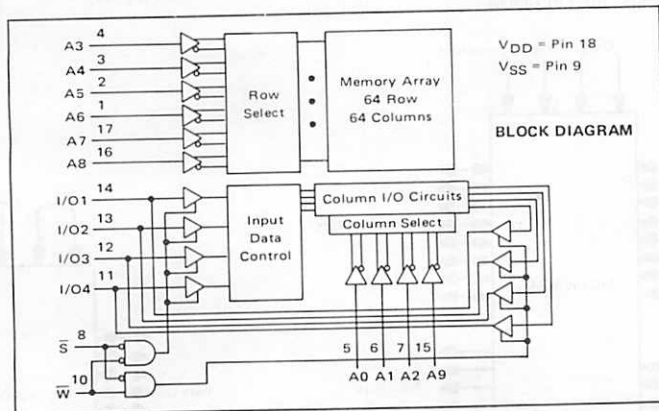 A3 4
A4 3
A5 2
A6 1
A7 17
A8 16
Row
Select
Memory Array
64 Row
64 Columns
VDD = Pin 18
VSS = Pin 9
BLOCK DIAGRAM
I/O1 14
I/O2 13
I/O3 12
I/O4 11
Input
Data
Control
Column I/O Circuits
Column Select
S̅ 8
W̅ 10
5 6 7 15
A0 A1 A2 A9